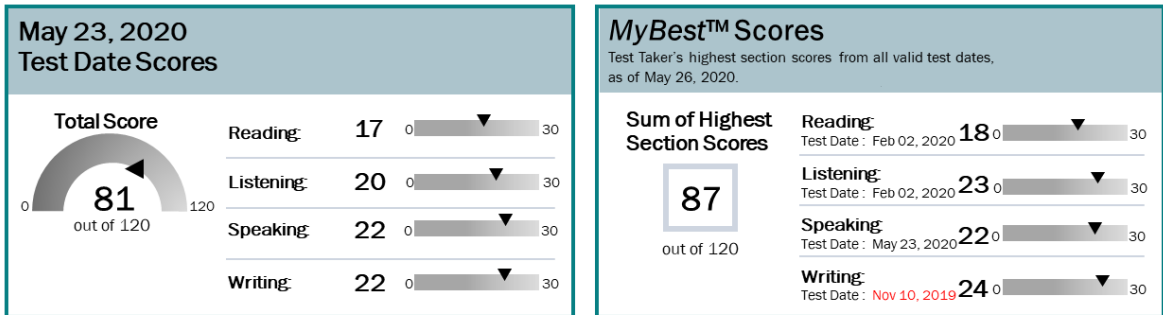 May 23, 2020
Test Date Scores
Total Score
0
81
120
out of 120
Reading: 17 0 30
Listening: 20 0 30
Speaking: 22 0 30
Writing: 22 0 30
MyBest™ Scores
Test Taker's highest section scores from all valid test dates,
as of May 26, 2020.
Sum of Highest
Section Scores
87
out of 120
Reading:
Test Date : Feb 02, 2020 18 0 30
Listening:
Test Date : Feb 02, 2020 23 0 30
Speaking:
Test Date : May 23, 2020 22 0 30
Writing:
Test Date : Nov 10, 2019 24 0 30